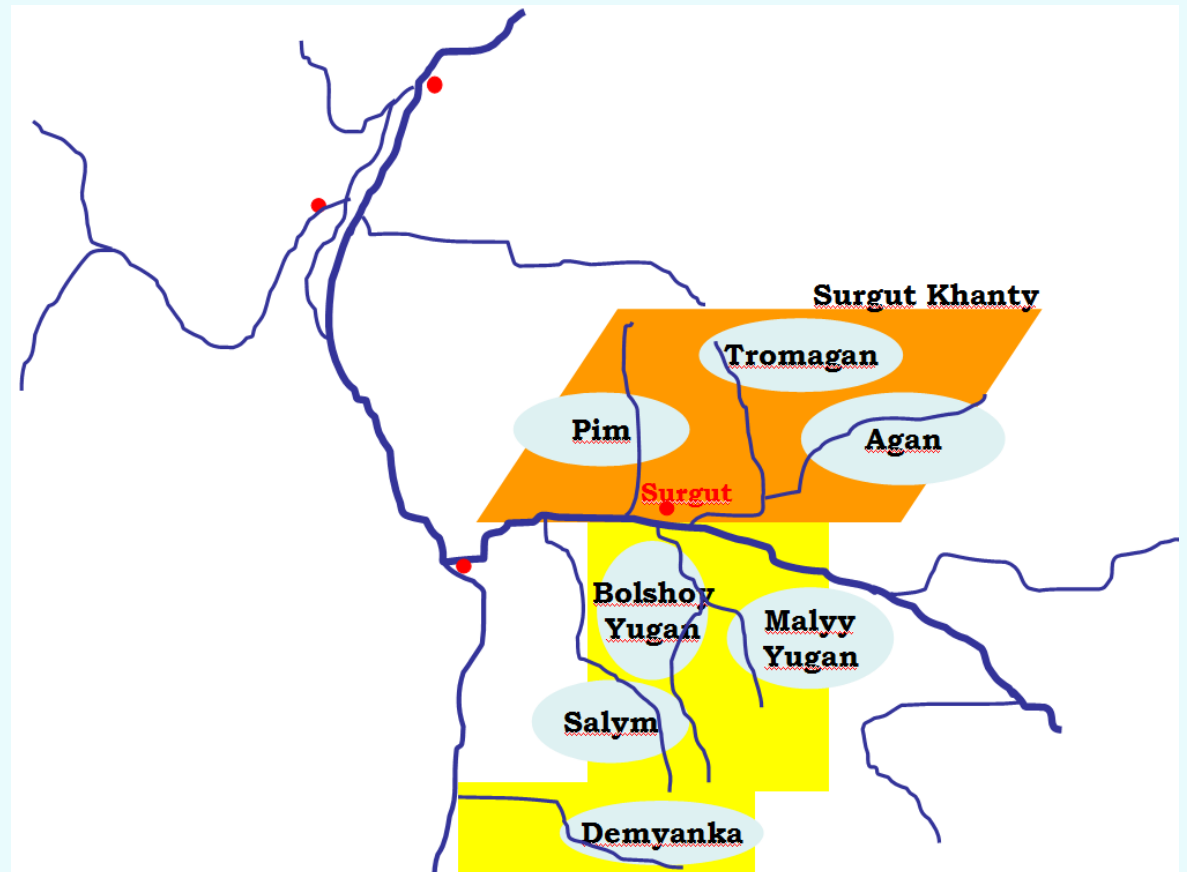 Surgut Khanty
Tromagan
Pim
Agan
Surgut
Bolshoy
Yugan
Malyy
Yugan
Salym
Demyanka